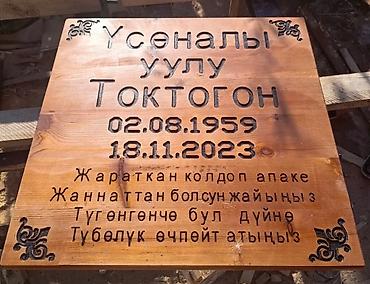 Үсөналы
уулу
Токтогон
02.08.1959
18.11.2023
Жараткан колдоп апаке
Жаннаттан болсун жайыңыз
Түгөнгөнчө бул дүйнө
Түбөлүк өчпөйт атыңыз